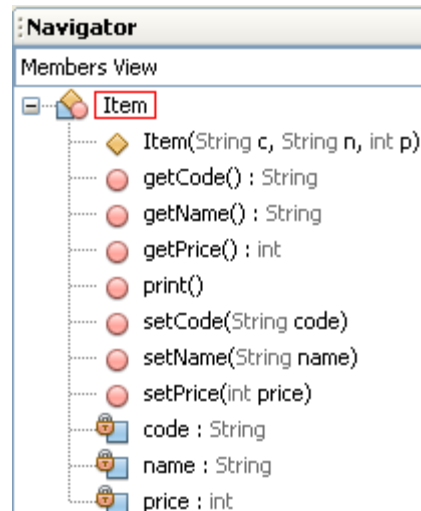 Navigator
Members View
Item
Item(String c, String n, int p)
getCode() : String
getName() : String
getPrice() : int
print()
setCode(String code)
setName(String name)
setPrice(int price)
code : String
name : String
price : int